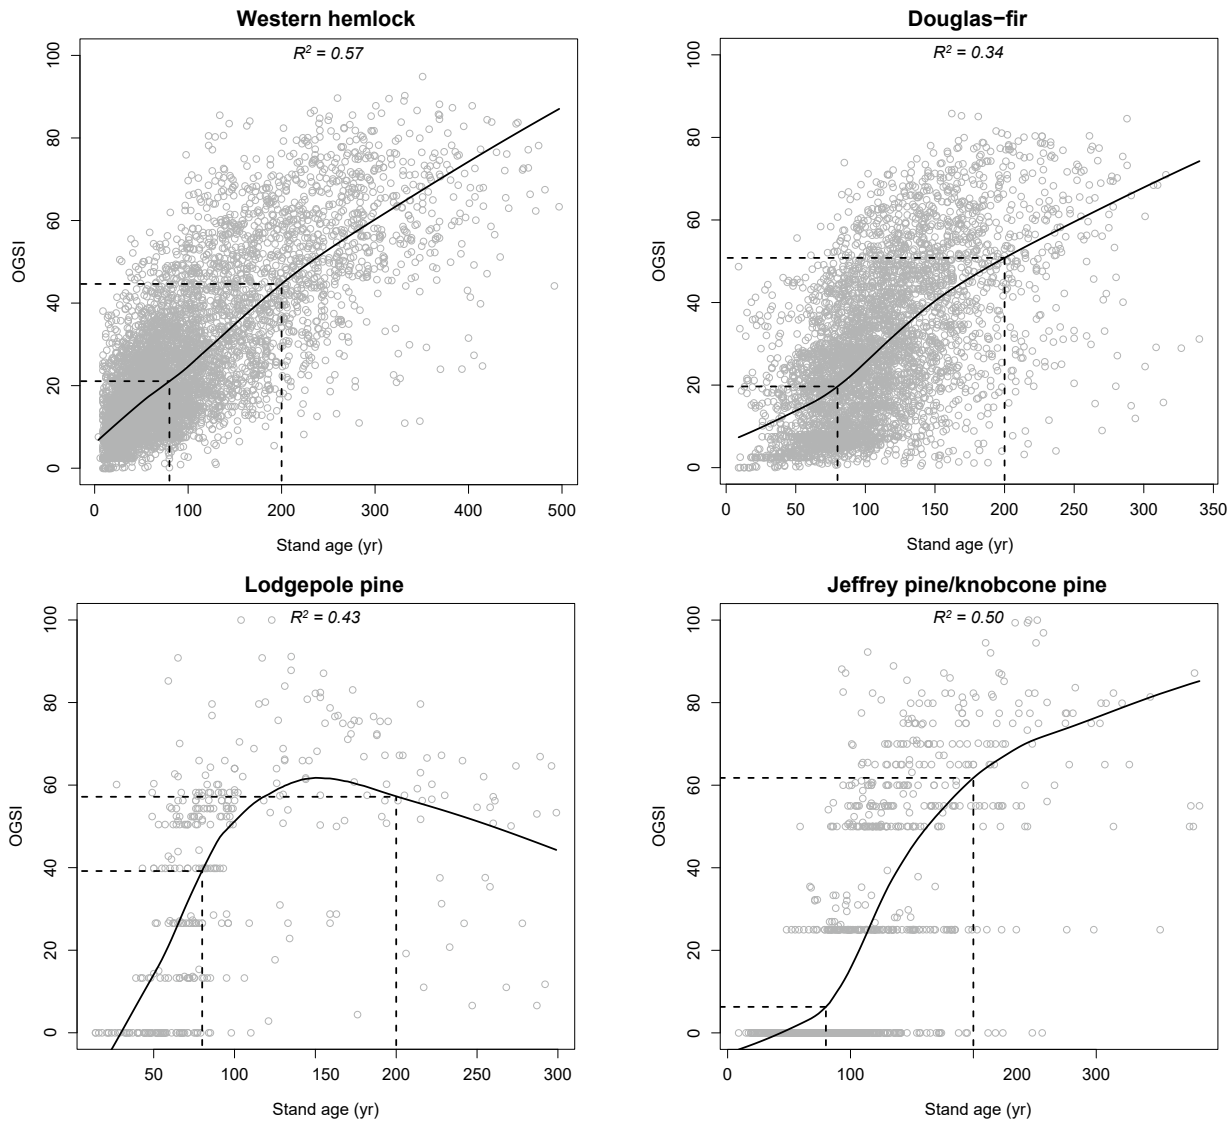 Western hemlock
R² = 0.57
OGSI
100
80
60
40
20
0
0 100 200 300 400 500
Stand age (yr)
Douglas−fir
R² = 0.34
OGSI
100
80
60
40
20
0
0 50 100 150 200 250 300 350
Stand age (yr)
Lodgepole pine
R² = 0.43
OGSI
100
80
60
40
20
0
50 100 150 200 250 300
Stand age (yr)
Jeffrey pine/knobcone pine
R² = 0.50
OGSI
100
80
60
40
20
0
0 100 200 300
Stand age (yr)